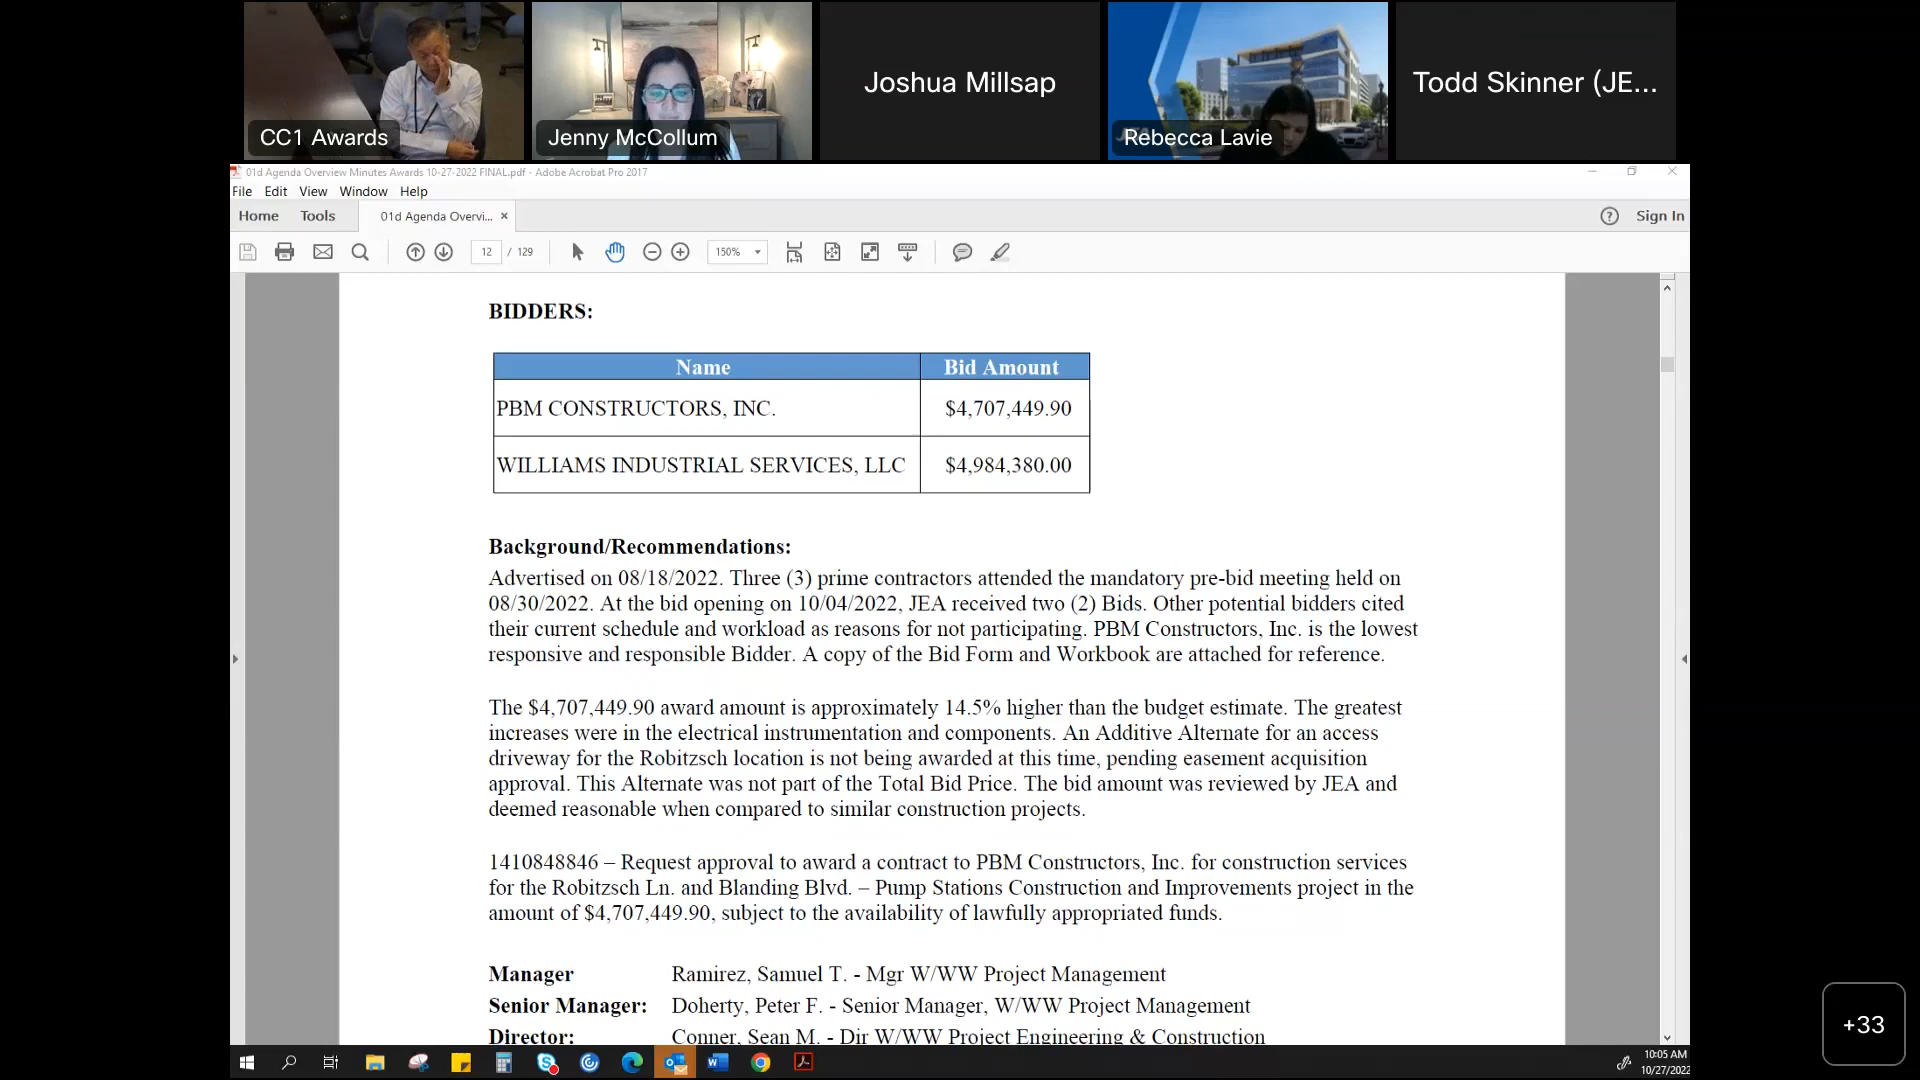 CC1 Awards
Jenny McCollum
Joshua Millsap
Rebecca Lavie
Todd Skinner (JE...
01d Agenda Overview Minutes Awards 10-27-2022 FINAL.pdf - Adobe Acrobat Pro 2017
File Edit View Window Help
Home Tools 01d Agenda Overvi... × Sign In
12 / 129 150%
BIDDERS:
Name Bid Amount
PBM CONSTRUCTORS, INC. $4,707,449.90
WILLIAMS INDUSTRIAL SERVICES, LLC $4,984,380.00
Background/Recommendations:
Advertised on 08/18/2022. Three (3) prime contractors attended the mandatory pre-bid meeting held on
08/30/2022. At the bid opening on 10/04/2022, JEA received two (2) Bids. Other potential bidders cited
their current schedule and workload as reasons for not participating. PBM Constructors, Inc. is the lowest
responsive and responsible Bidder. A copy of the Bid Form and Workbook are attached for reference.
The $4,707,449.90 award amount is approximately 14.5% higher than the budget estimate. The greatest
increases were in the electrical instrumentation and components. An Additive Alternate for an access
driveway for the Robitzsch location is not being awarded at this time, pending easement acquisition
approval. This Alternate was not part of the Total Bid Price. The bid amount was reviewed by JEA and
deemed reasonable when compared to similar construction projects.
1410848846 – Request approval to award a contract to PBM Constructors, Inc. for construction services
for the Robitzsch Ln. and Blanding Blvd. – Pump Stations Construction and Improvements project in the
amount of $4,707,449.90, subject to the availability of lawfully appropriated funds.
Manager Ramirez, Samuel T. - Mgr W/WW Project Management
Senior Manager: Doherty, Peter F. - Senior Manager, W/WW Project Management
Director: Conner, Sean M. - Dir W/WW Project Engineering & Construction
+33
10:05 AM
10/27/2022